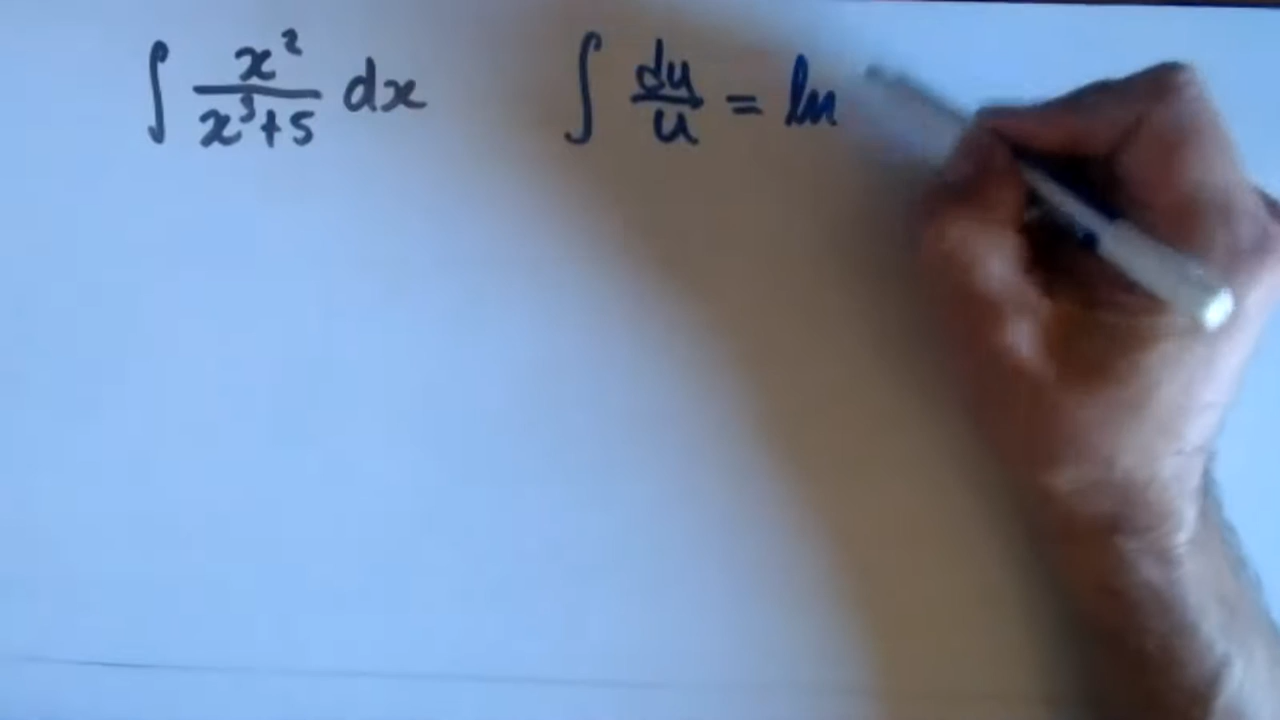 ∫ x²/(x³+5) dx ∫ du/u = ln